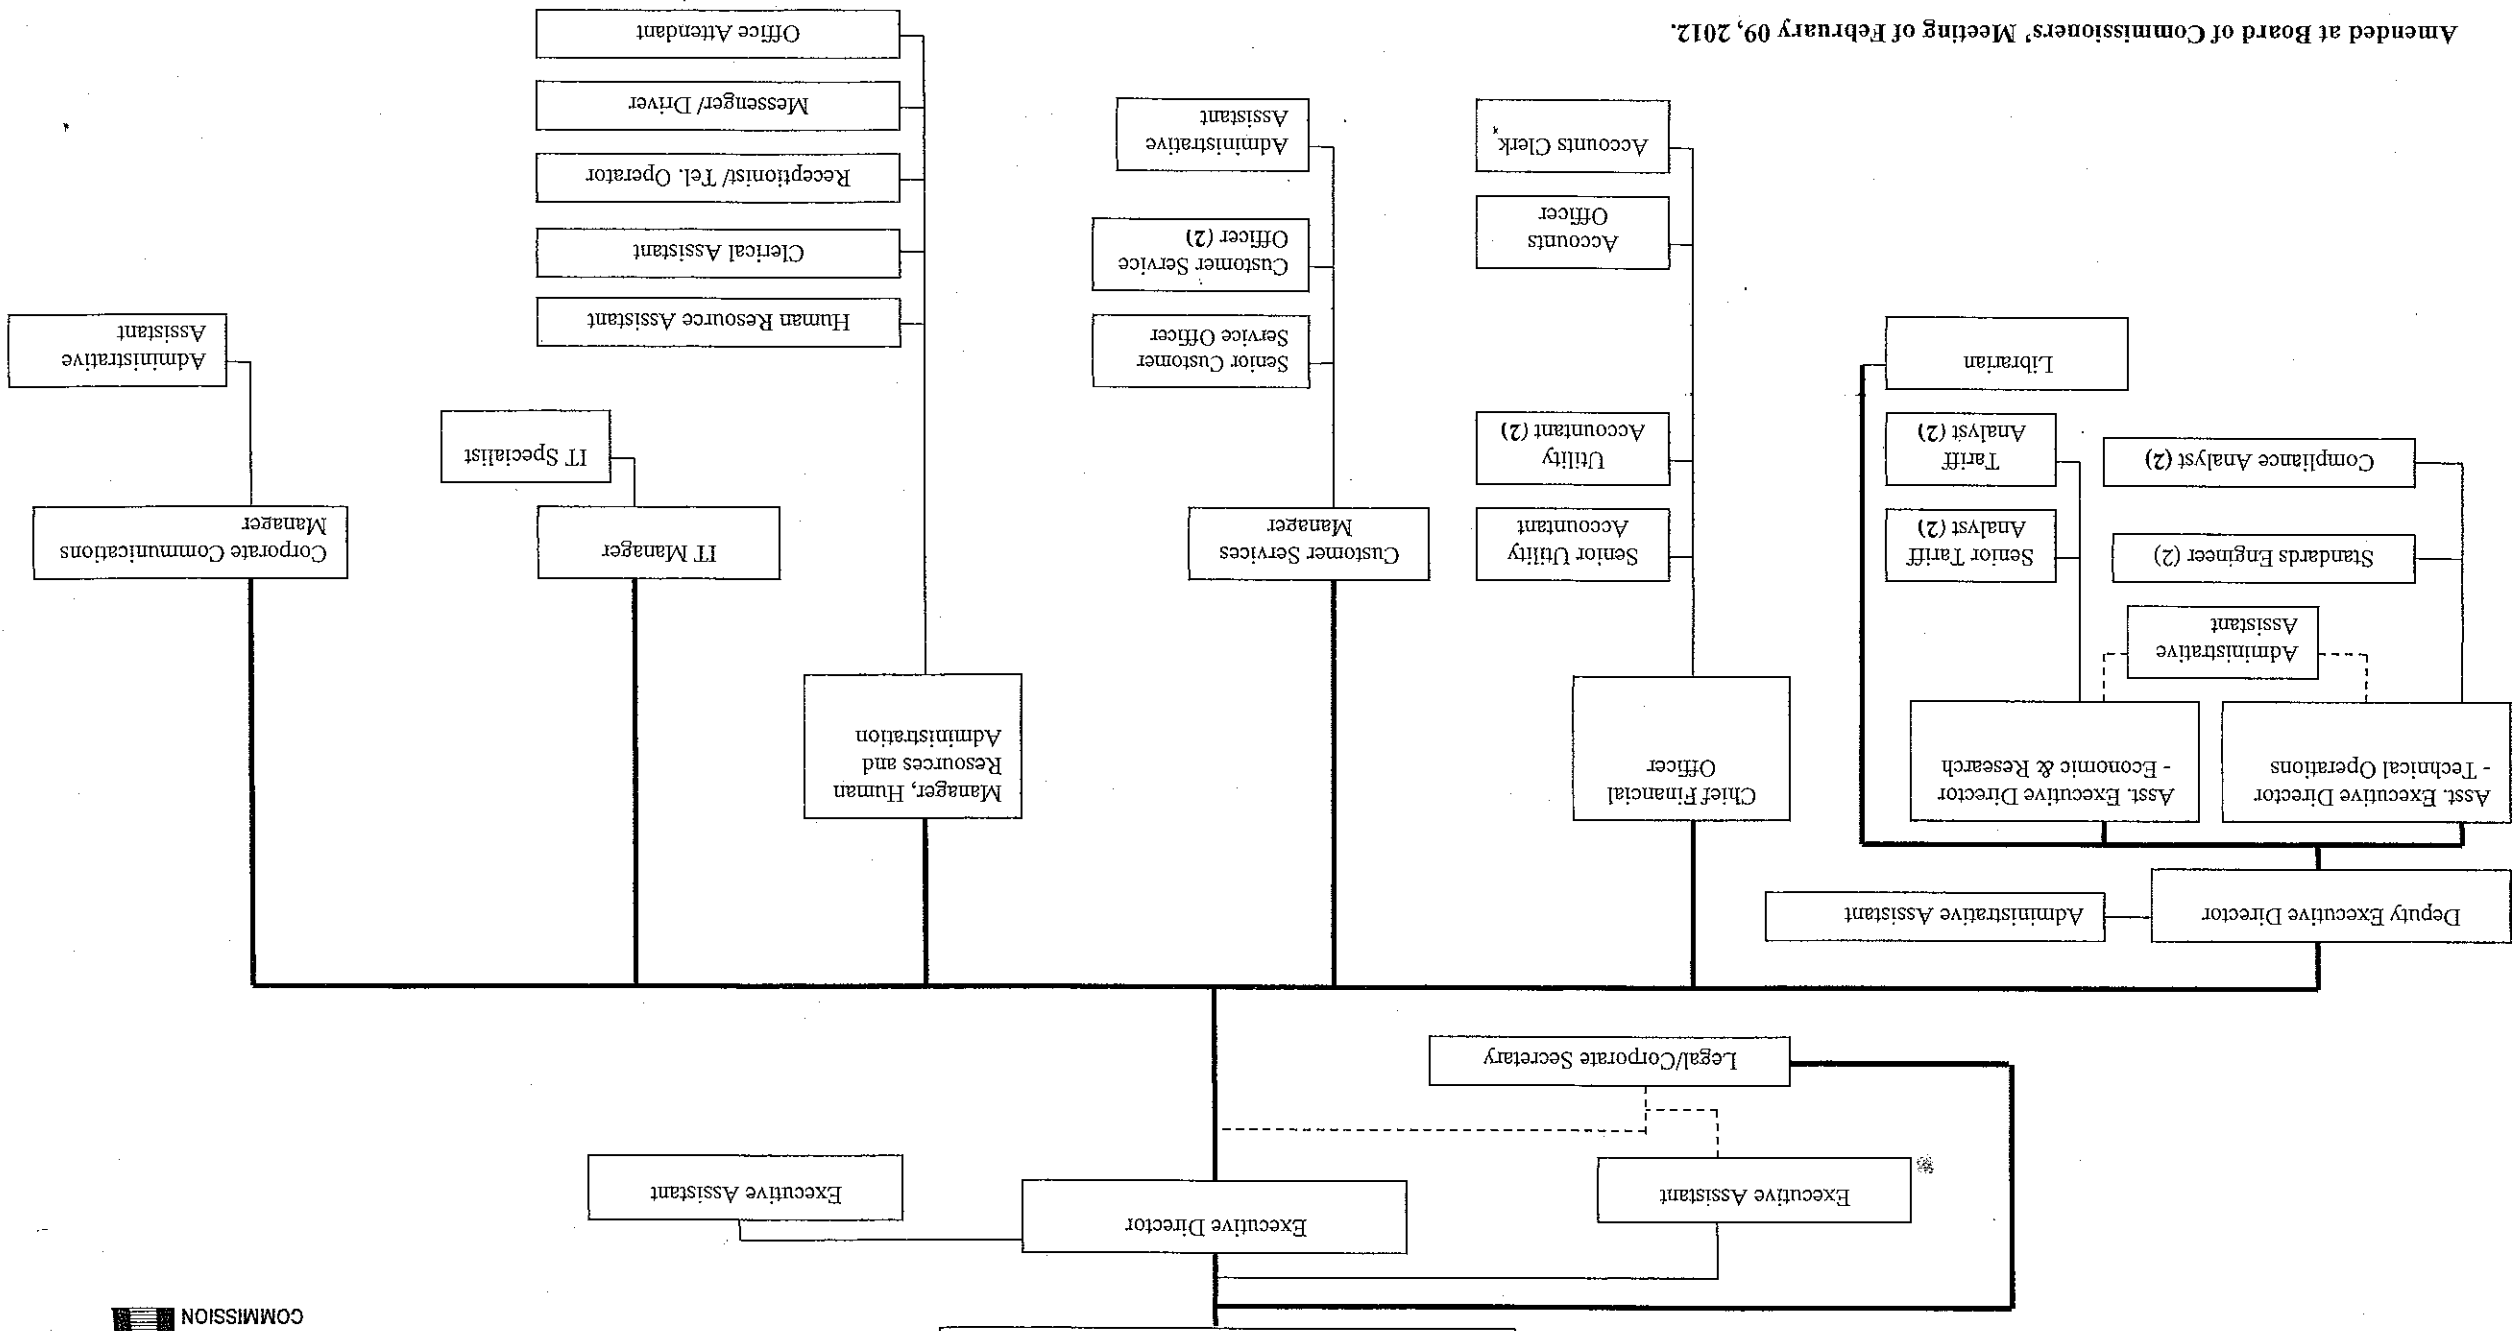 COMMISSION
Executive Director
Executive Assistant
Executive Assistant
Legal/Corporate Secretary
Deputy Executive Director
Administrative Assistant
Asst. Executive Director
- Technical Operations
Asst. Executive Director
- Economic & Research
Chief Financial
Officer
Manager, Human
Resources and
Administration
Administrative
Assistant
Standards Engineer (2)
Senior Tariff
Analyst (2)
Senior Utility
Accountant
Customer Services
Manager
IT Manager
Corporate Communications
Manager
Compliance Analyst (2)
Tariff
Analyst (2)
Utility
Accountant (2)
IT Specialist
Librarian
Senior Customer
Service Officer
Human Resource Assistant
Administrative
Assistant
Accounts
Officer
Customer Service
Officer (2)
Clerical Assistant
Accounts Clerk
Administrative
Assistant
Receptionist/ Tel. Operator
Messenger/ Driver
Office Attendant
Amended at Board of Commissioners' Meeting of February 09, 2012.